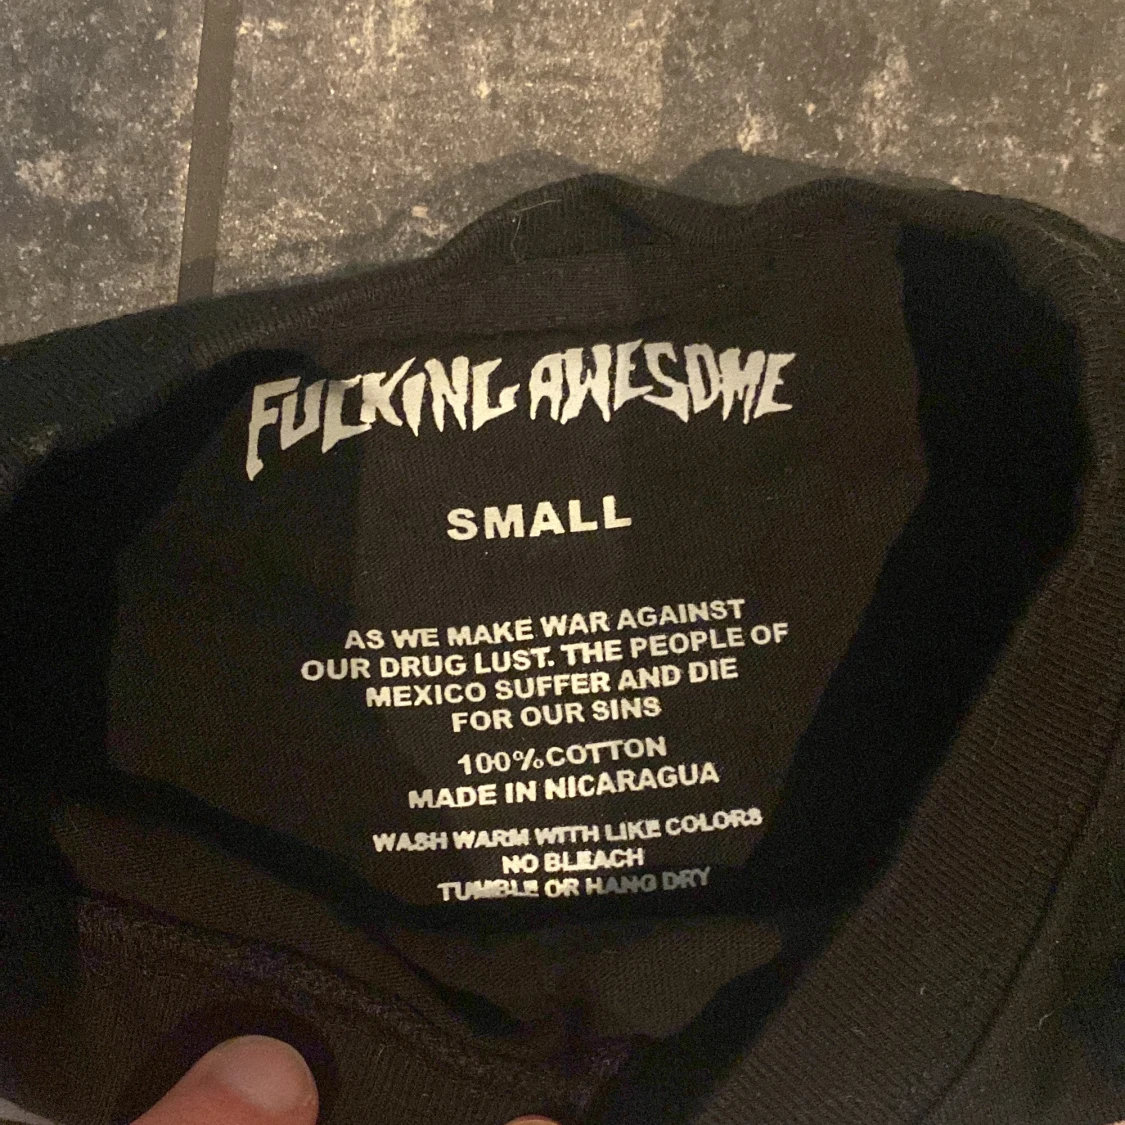 FUCKING AWESOME
SMALL
AS WE MAKE WAR AGAINST
OUR DRUG LUST. THE PEOPLE OF
MEXICO SUFFER AND DIE
FOR OUR SINS
100%COTTON
MADE IN NICARAGUA
WASH WARM WITH LIKE COLORS
NO BLEACH
TUMBLE OR HANG DRY